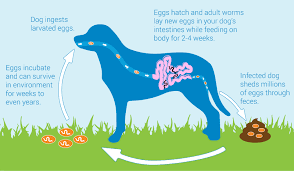 Dog ingests
larvated eggs.
Eggs hatch and adult worms
lay new eggs in your dog's
intestines while feeding on
body for 2-4 weeks.
Eggs incubate
and can survive
in environment
for weeks to
even years.
Infected dog
sheds millions
of eggs through
feces.